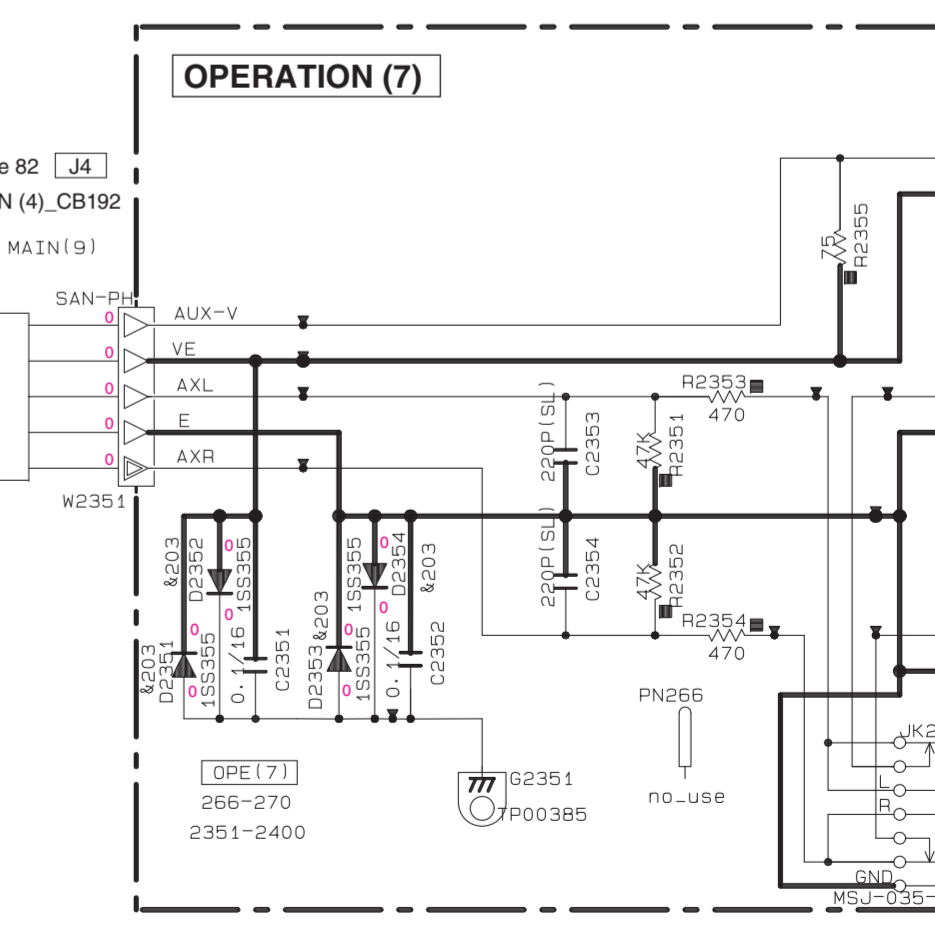 OPERATION (7)
e 82 J4
N (4)_CB192
MAIN(9)
SAN-PH
0 AUX-V
0 VE
0 AXL
0 E
0 AXR
W2351
75
R2355
R2353
470
220P(SL)
C2353
47K
R2351
220P(SL)
C2354
47K
R2352
R2354
470
&203
D2352
0
0
1SS355
&203
D2351
0
0
1SS355
0.1/16
C2351
&203
D2353
0
0
1SS355
1SS355
0
0
D2354
&203
0.1/16
C2352
PN266
no_use
OPE(7)
266-270
2351-2400
G2351
TP00385
JK2
L
R
GND
MSJ-035-